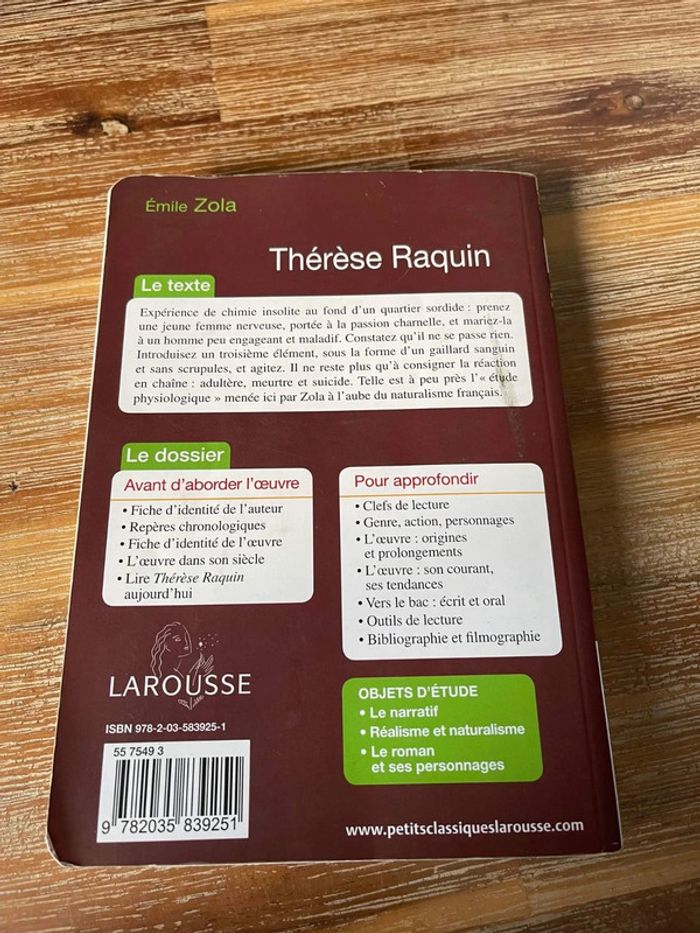 Émile Zola
Thérèse Raquin
Le texte
Expérience de chimie insolite au fond d'un quartier sordide : prenez
une jeune femme nerveuse, portée à la passion charnelle, et mariez-la
à un homme peu engageant et maladif. Constatez qu'il ne se passe rien.
Introduisez un troisième élément, sous la forme d'un gaillard sanguin
et sans scrupules, et agitez. Il ne reste plus qu'à consigner la réaction
en chaîne : adultère, meurtre et suicide. Telle est à peu près l'« étude
physiologique » menée ici par Zola à l'aube du naturalisme français.
Le dossier
Avant d'aborder l'œuvre
• Fiche d'identité de l'auteur
• Repères chronologiques
• Fiche d'identité de l'œuvre
• L'œuvre dans son siècle
• Lire Thérèse Raquin
aujourd'hui
Pour approfondir
• Clefs de lecture
• Genre, action, personnages
• L'œuvre : origines
et prolongements
• L'œuvre : son courant,
ses tendances
• Vers le bac : écrit et oral
• Outils de lecture
• Bibliographie et filmographie
LAROUSSE
OBJETS D'ÉTUDE
• Le narratif
• Réalisme et naturalisme
• Le roman
et ses personnages
ISBN 978-2-03-583925-1
55 7549 3
9 782035 839251
www.petitsclassiqueslarousse.com